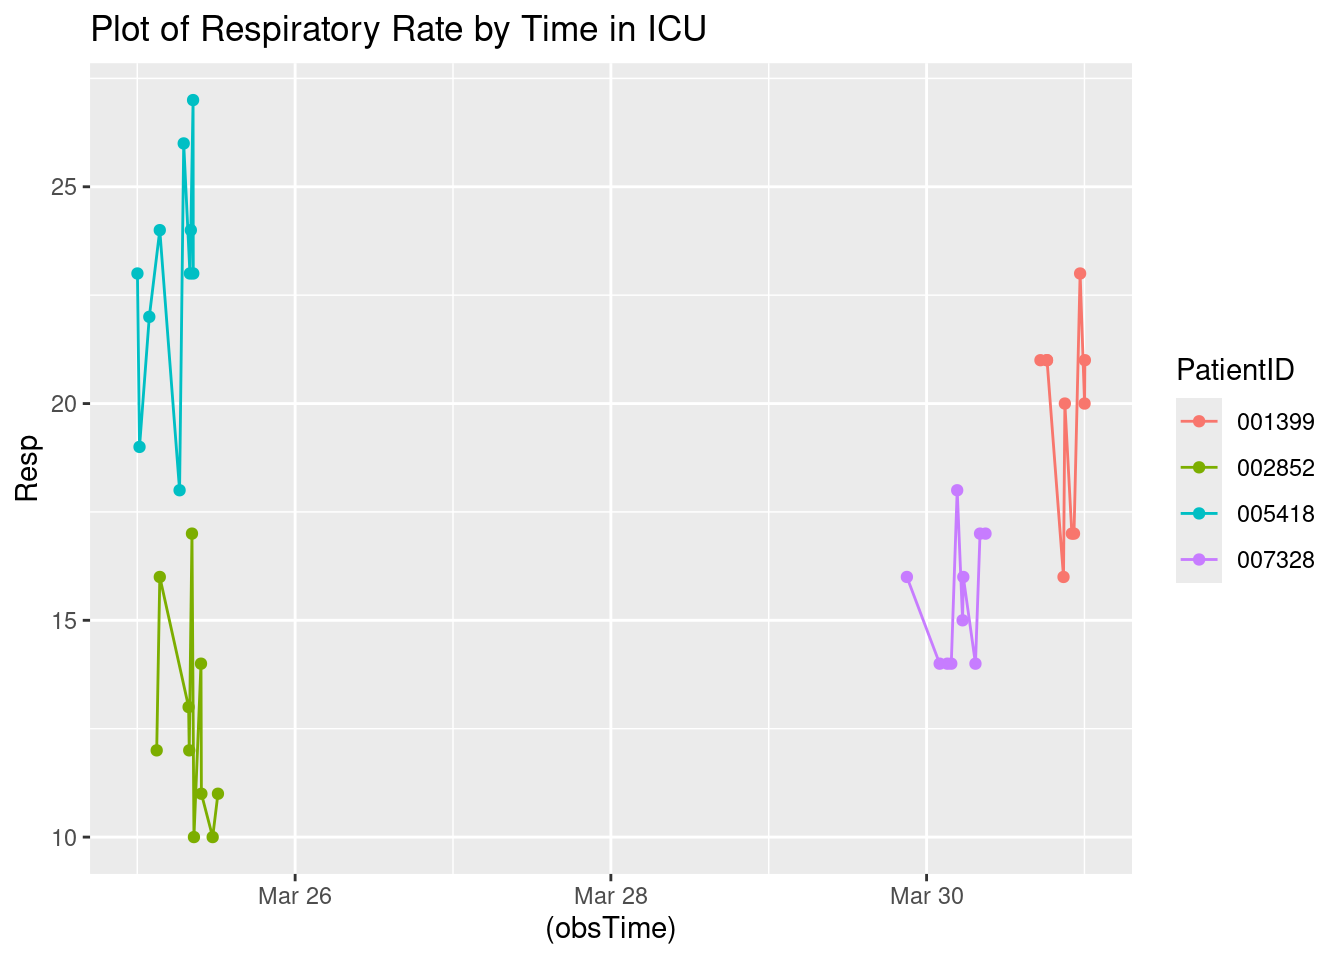 Plot of Respiratory Rate by Time in ICU
25
20
15
10
Resp
Mar 26
Mar 28
Mar 30
(obsTime)
PatientID
001399
002852
005418
007328